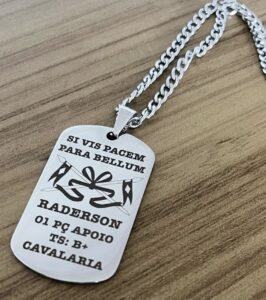 SI VIS PACEM
PARA BELLUM
RADERSON
01 PÇ APOIO
TS: B+
CAVALARIA